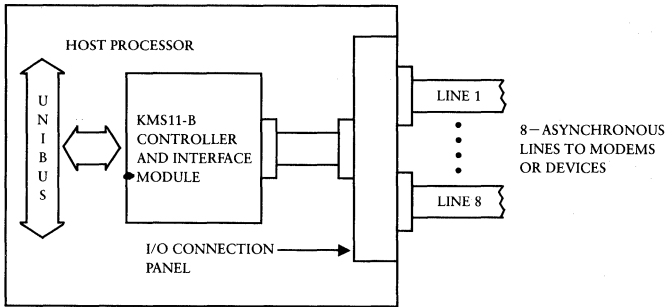 HOST PROCESSOR
UNIBUS
KMS11-B
CONTROLLER
AND INTERFACE
MODULE
I/O CONNECTION
PANEL
LINE 1
LINE 8
8—ASYNCHRONOUS
LINES TO MODEMS
OR DEVICES